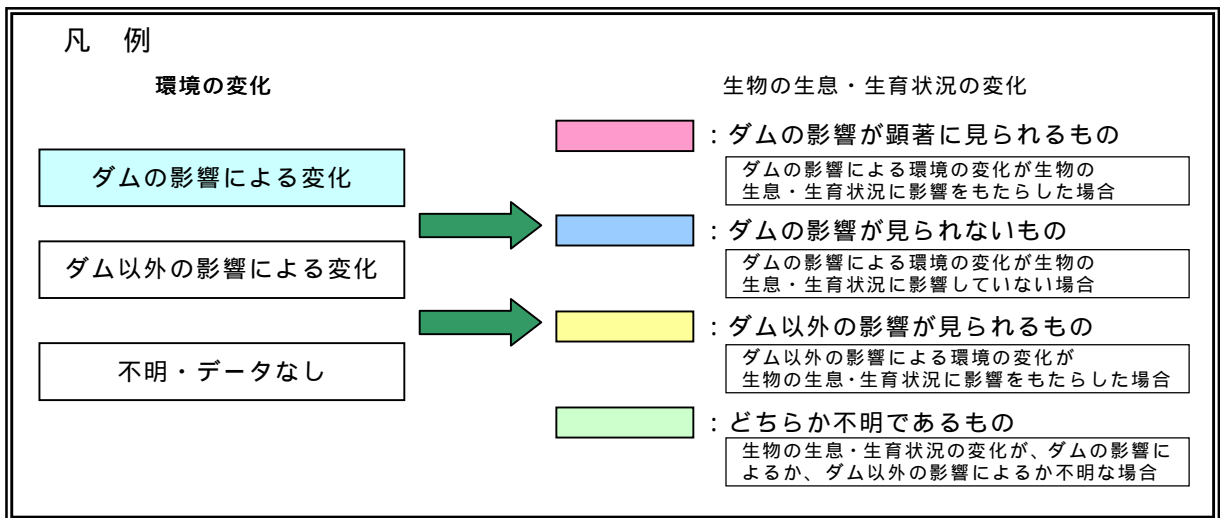 凡 例
環境の変化
ダムの影響による変化
ダム以外の影響による変化
不明・データなし
生物の生息・生育状況の変化
：ダムの影響が顕著に見られるもの
ダムの影響による環境の変化が生物の
生息・生育状況に影響をもたらした場合
：ダムの影響が見られないもの
ダムの影響による環境の変化が生物の
生息・生育状況に影響していない場合
：ダム以外の影響が見られるもの
ダム以外の影響による環境の変化が
生物の生息・生育状況に影響をもたらした場合
：どちらか不明であるもの
生物の生息・生育状況の変化が、ダムの影響に
よるか、ダム以外の影響によるか不明な場合